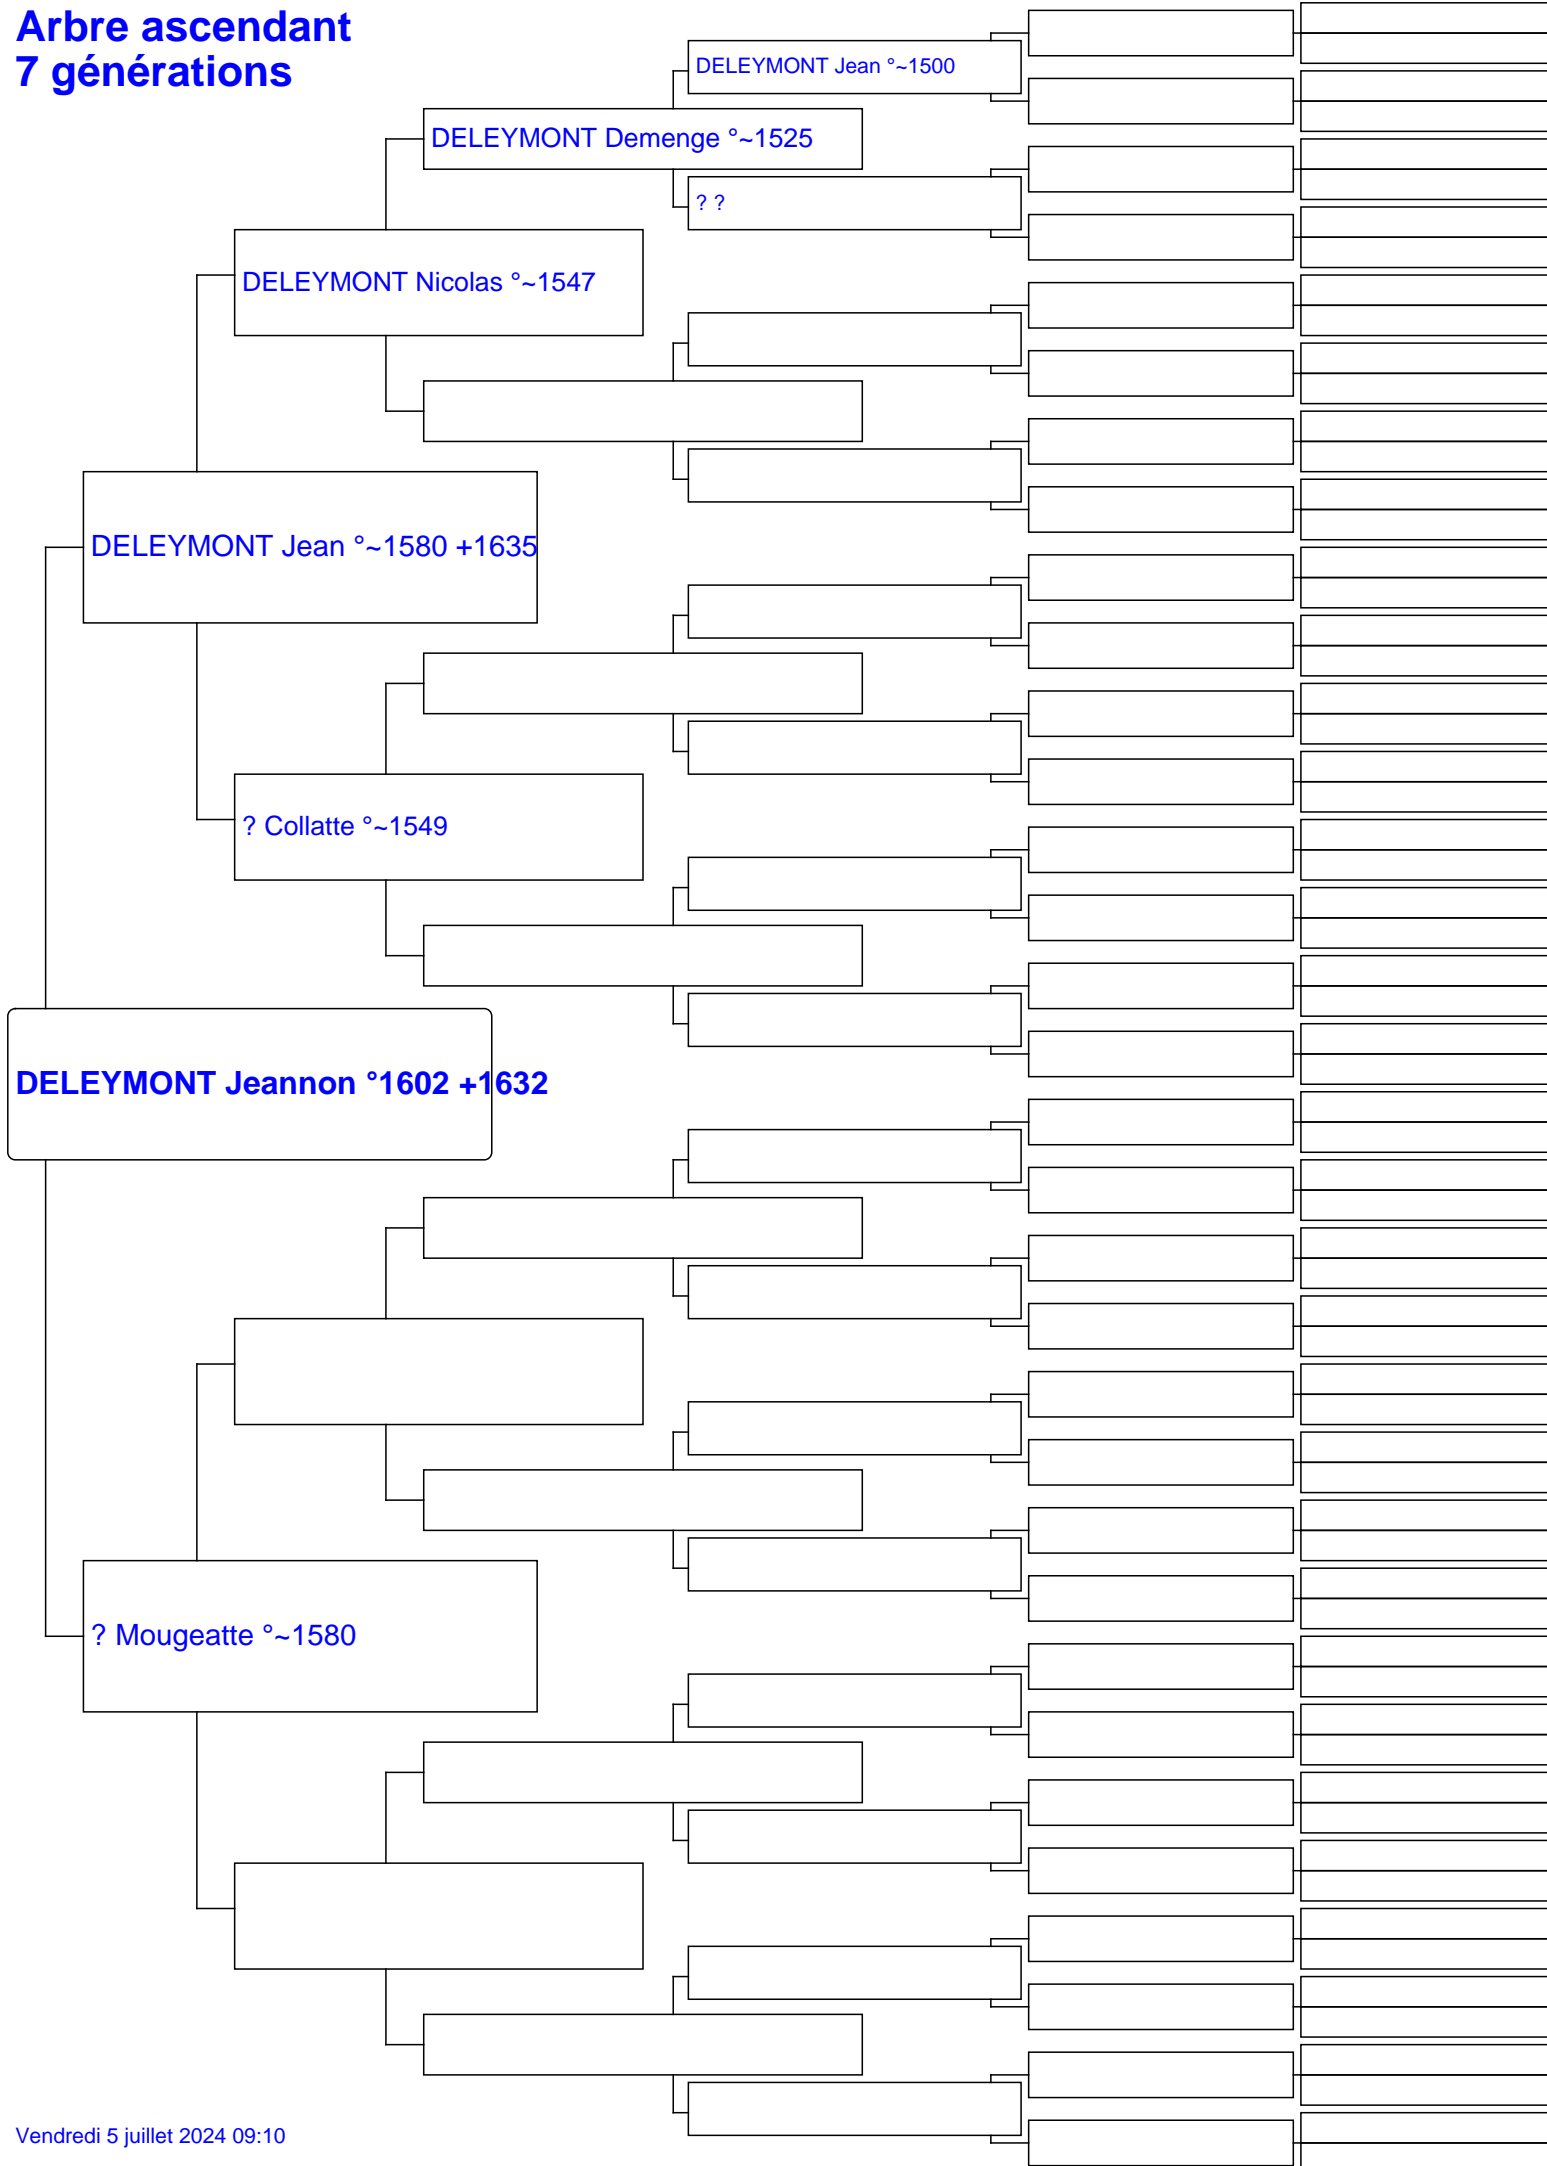 Arbre ascendant
7 générations
DELEYMONT Jean °~1500
DELEYMONT Demenge °~1525
? ?
DELEYMONT Nicolas °~1547
DELEYMONT Jean °~1580 +1635
? Collatte °~1549
DELEYMONT Jeannon °1602 +1632
? Mougeatte °~1580
Vendredi 5 juillet 2024 09:10